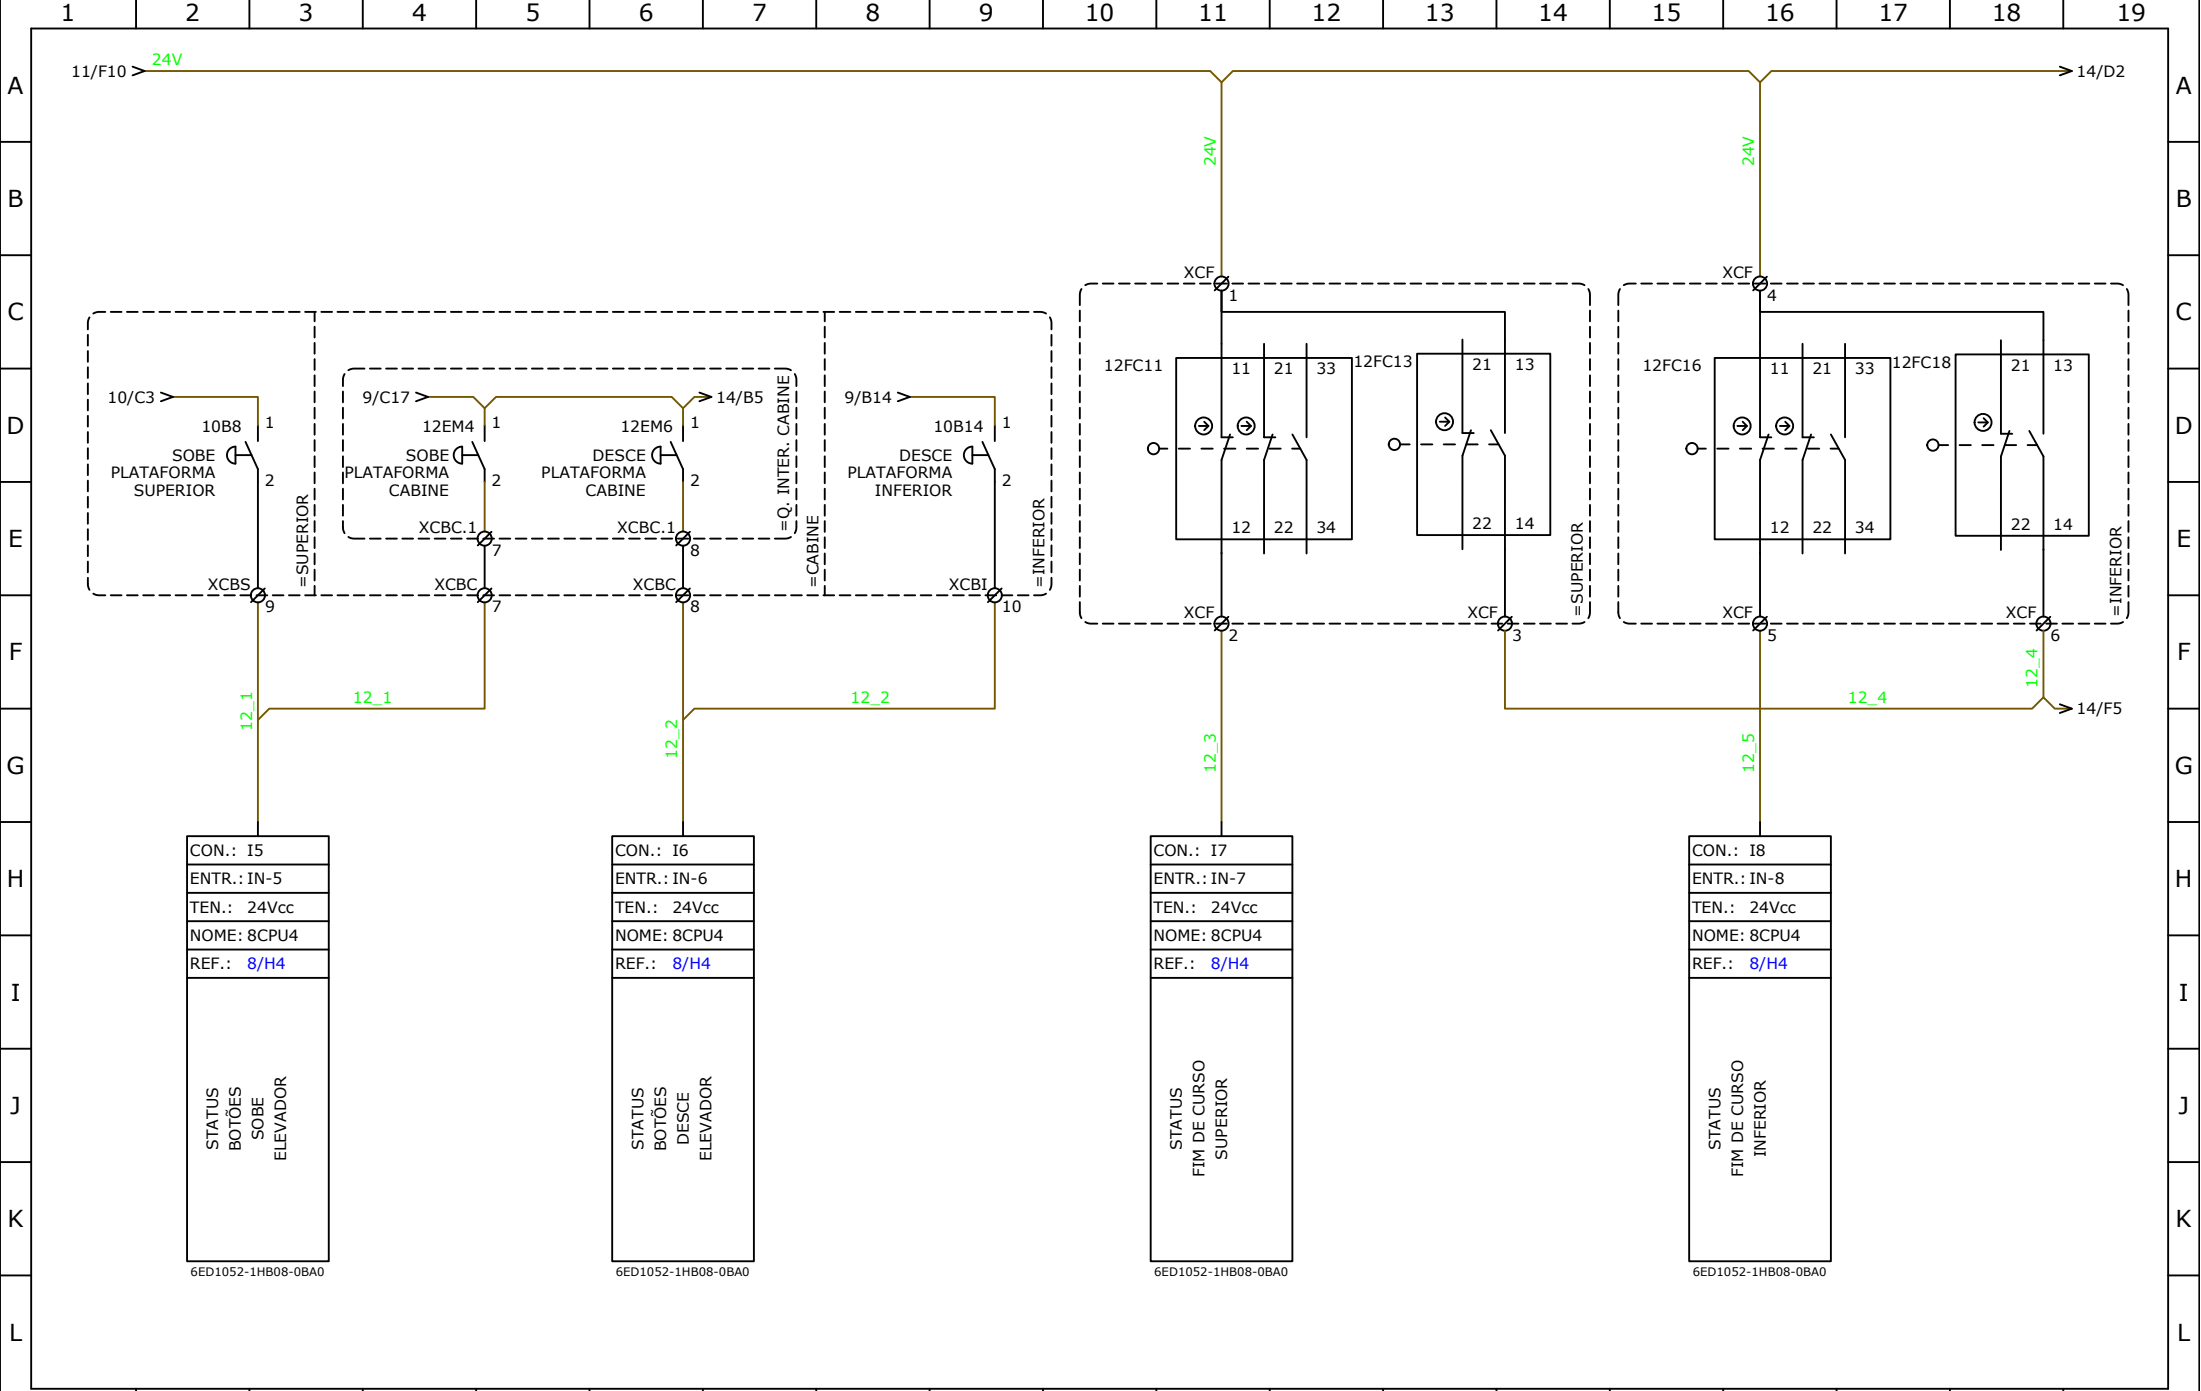 1 2 3 4 5 6 7 8 9 10 11 12 13 14 15 16 17 18 19
A
11/F10
24V
14/D2
A
24V
24V
B
B
XCF
1
XCF
4
C
C
12FC11
11 21 33
12FC13
21 13
12FC16
11 21 33
12FC18
21 13
10/C3
9/C17
14/B5
9/B14
D
D
10B8
1
SOBE
PLATAFORMA
SUPERIOR
2
12EM4
1
SOBE
PLATAFORMA
CABINE
2
12EM6
1
DESCE
PLATAFORMA
CABINE
2
10B14
1
DESCE
PLATAFORMA
INFERIOR
2
=SUPERIOR
=Q. INTER. CABINE
=CABINE
=INFERIOR
E
XCBC.1
7
XCBC.1
8
12 22 34
22 14
12 22 34
22 14
E
=SUPERIOR
=INFERIOR
XCBS
9
XCBC
7
XCBC
8
XCBI
10
XCF
2
XCF
3
XCF
5
XCF
6
F
F
12_1
12_1
12_2
12_2
12_4
12_4
14/F5
12_3
12_5
G
G
CON.: I5
ENTR.: IN-5
TEN.: 24Vcc
NOME: 8CPU4
REF.: 8/H4
STATUS
BOTÕES
SOBE
ELEVADOR
6ED1052-1HB08-0BA0
CON.: I6
ENTR.: IN-6
TEN.: 24Vcc
NOME: 8CPU4
REF.: 8/H4
STATUS
BOTÕES
DESCE
ELEVADOR
6ED1052-1HB08-0BA0
CON.: I7
ENTR.: IN-7
TEN.: 24Vcc
NOME: 8CPU4
REF.: 8/H4
STATUS
FIM DE CURSO
SUPERIOR
6ED1052-1HB08-0BA0
CON.: I8
ENTR.: IN-8
TEN.: 24Vcc
NOME: 8CPU4
REF.: 8/H4
STATUS
FIM DE CURSO
INFERIOR
6ED1052-1HB08-0BA0
H
H
I
I
J
J
K
K
L
L